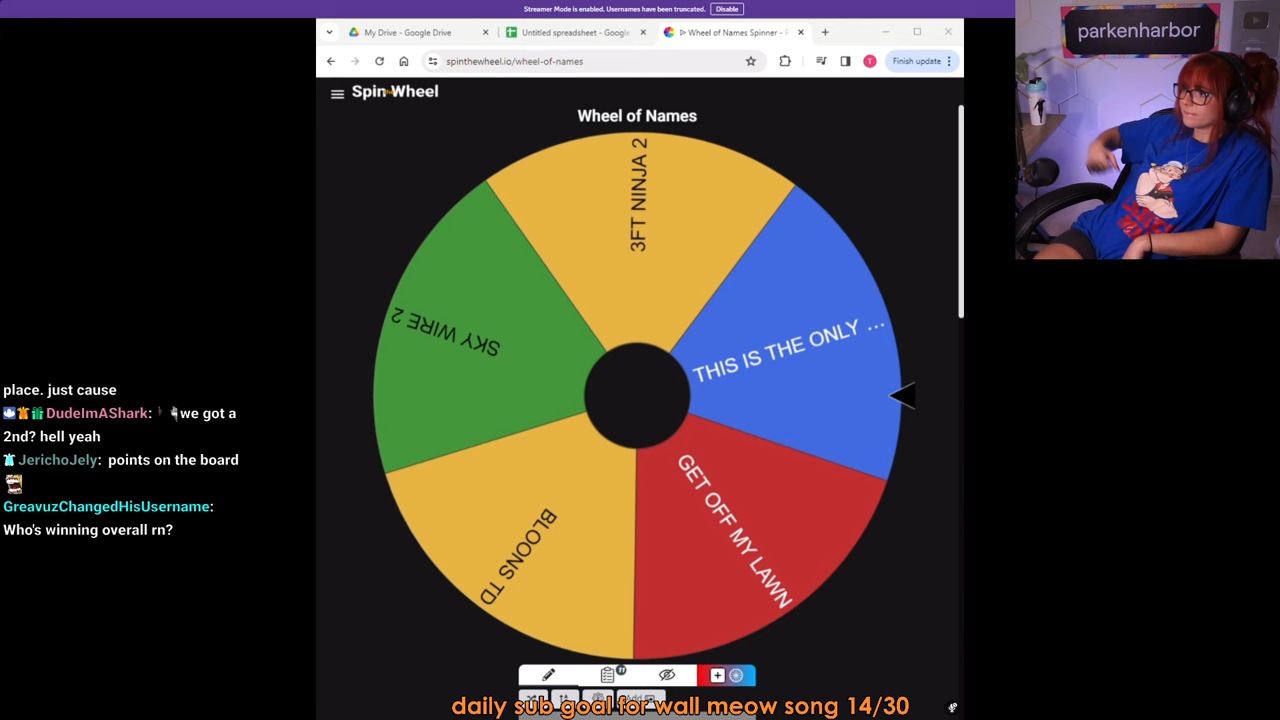 Streamer Mode is enabled. Usernames have been truncated. Disable
My Drive - Google Drive
Untitled spreadsheet - Google
Wheel of Names Spinner -
spinthewheel.io/wheel-of-names
Finish update
T
Spin the Wheel
Wheel of Names
3FT NINJA 2
THIS IS THE ONLY ...
GET OFF MY LAWN
BLOONS TD
SKY WIRE 2
place. just cause
DudeImAShark: we got a
2nd? hell yeah
JerichoJely: points on the board
GreavuzChangedHisUsername:
Who's winning overall rn?
parkenharbor
daily sub goal for wall meow song 14/30